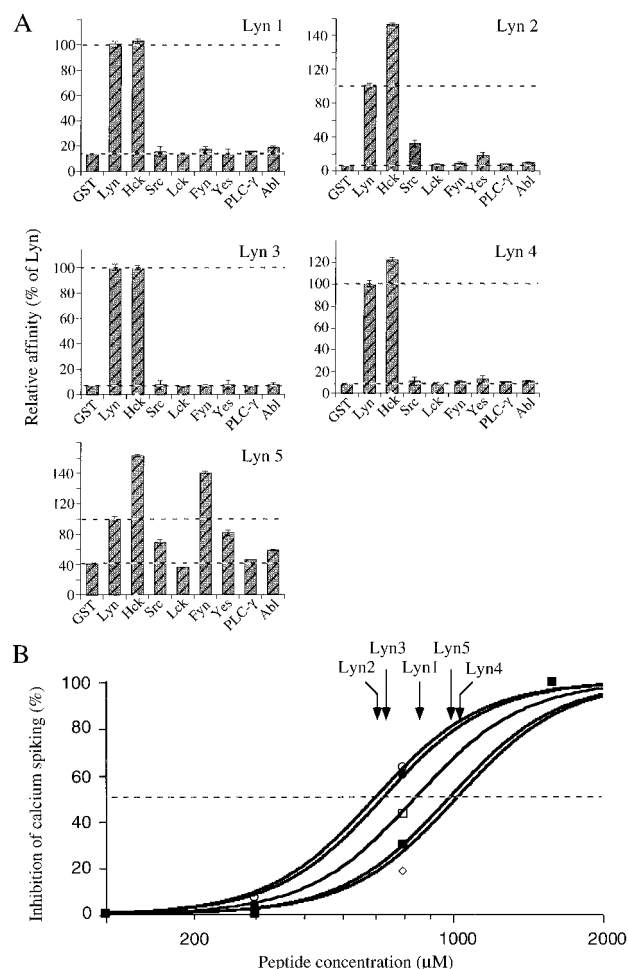 A
Relative affinity (% of Lyn)
Lyn 1
100
80
60
40
20
0
GST Lyn Hck Src Lck Fyn Yes PLC-γ Abl
Lyn 2
140
100
60
40
20
0
GST Lyn Hck Src Lck Fyn Yes PLC-γ Abl
Lyn 3
100
80
60
40
20
0
GST Lyn Hck Src Lck Fyn Yes PLC-γ Abl
Lyn 4
120
100
80
60
40
20
0
GST Lyn Hck Src Lck Fyn Yes PLC-γ Abl
Lyn 5
140
100
80
40
0
GST Lyn Hck Src Lck Fyn Yes PLC-γ Abl
B
Lyn3 Lyn5
Lyn2 Lyn1 Lyn4
Inhibition of calcium spiking (%)
100
80
60
40
20
0
200 1000 2000
Peptide concentration (μM)